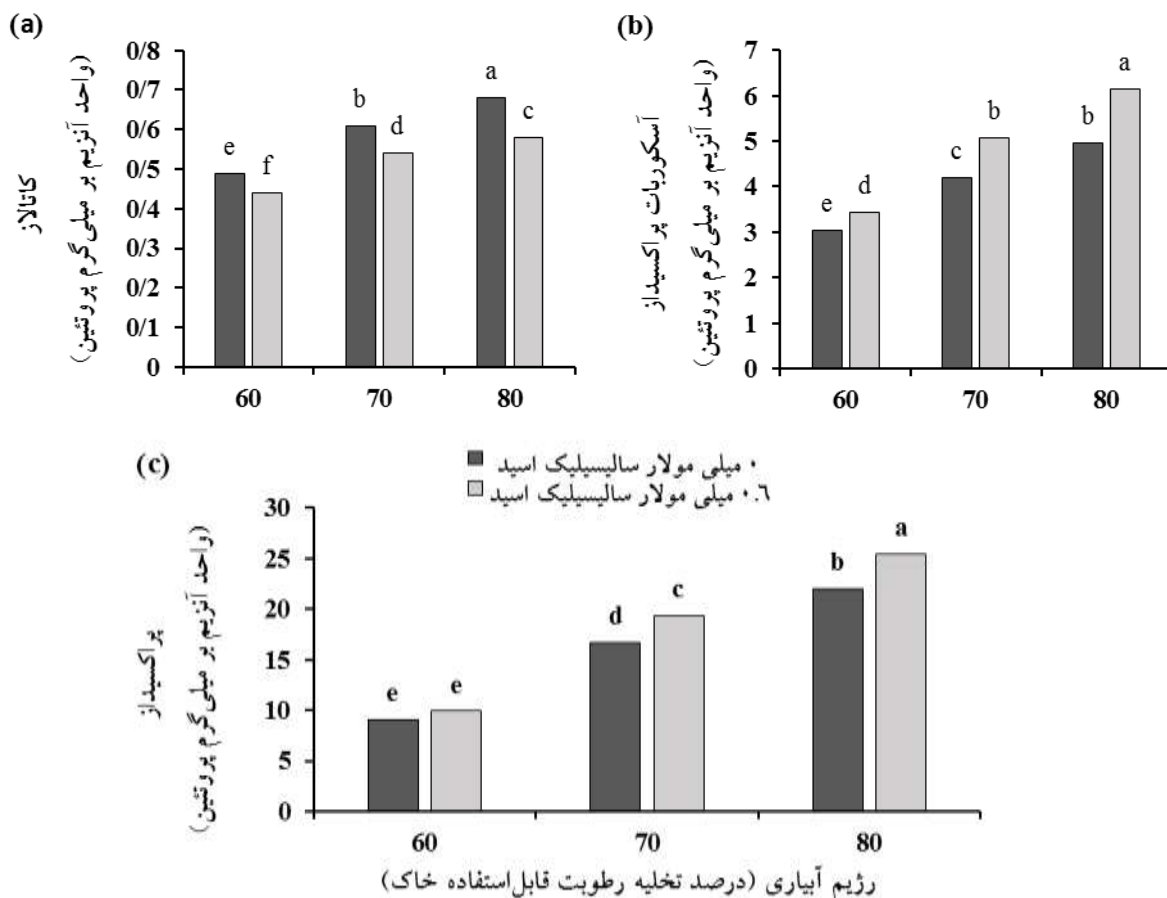 (a)
کاتالاز
(واحد آنزیم بر میلی‌گرم پروتئین)
0/8
0/7
0/6
0/5
0/4
0/3
0/2
0/1
0
e
f
b
d
a
c
60
70
80
(b)
آسکوربات پراکسیداز
(واحد آنزیم بر میلی‌گرم پروتئین)
7
6
5
4
3
2
1
0
e
d
c
b
b
a
60
70
80
(c)
۰ میلی مولار سالیسیلیک اسید
۰.٦ میلی مولار سالیسیلیک اسید
پراکسیداز
(واحد آنزیم بر میلی‌گرم پروتئین)
30
25
20
15
10
5
0
e
e
d
c
b
a
60
70
80
رژیم آبیاری (درصد تخلیه رطوبت قابل‌استفاده خاک)